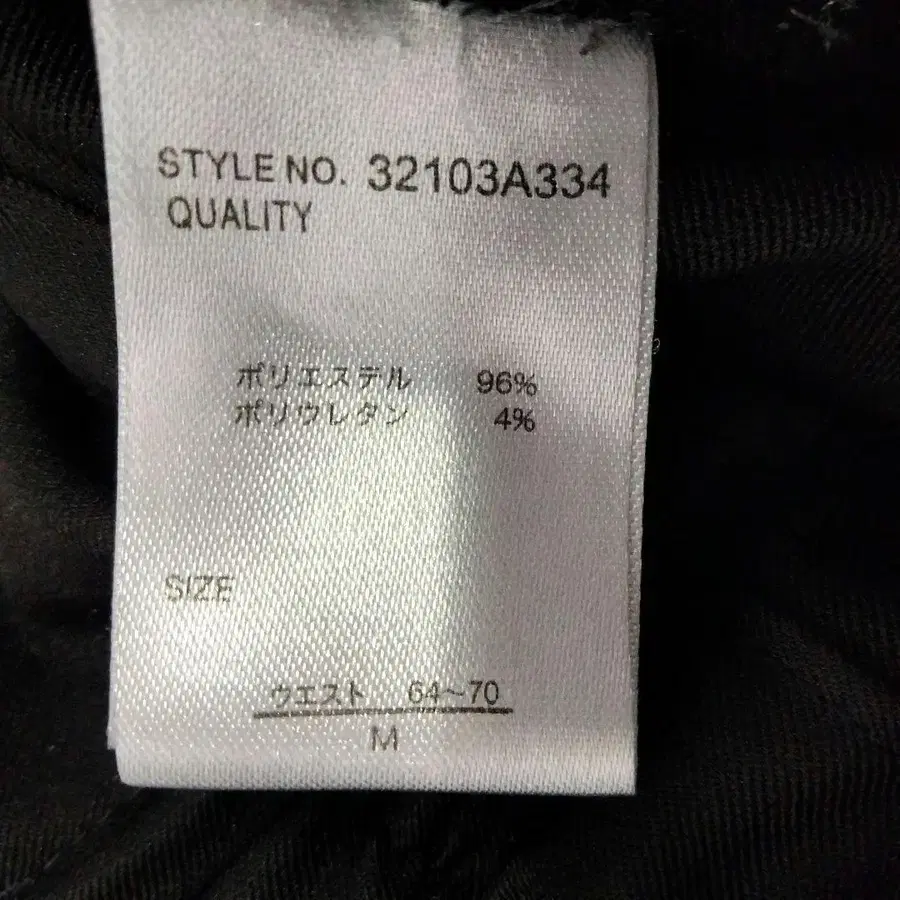 STYLE NO. 32103A334
QUALITY
ポリエステル 96%
ポリウレタン 4%
SIZE
ウエスト 64~70
M